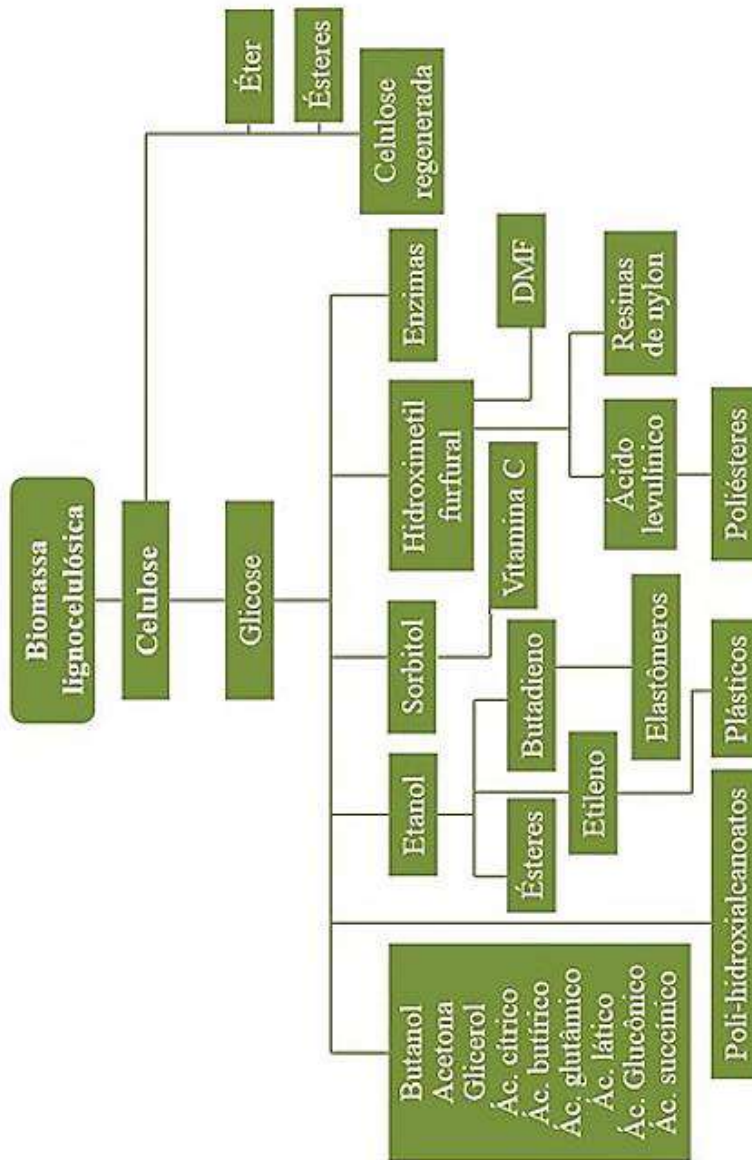 Biomassa
lignocelulósica
Celulose
Éter
Ésteres
Celulose
regenerada
Glicose
Butanol
Acetona
Glicerol
Ác. cítrico
Ác. butírico
Ác. glutâmico
Ác. lático
Ác. Glucônico
Ác. succínico
Poli-hidroxialcanoatos
Etanol
Ésteres
Etileno
Plásticos
Butadieno
Elastômeros
Sorbitol
Vitamina C
Hidroximetil
furfural
DMF
Ácido
levulínico
Poliésteres
Resinas
de nylon
Enzimas